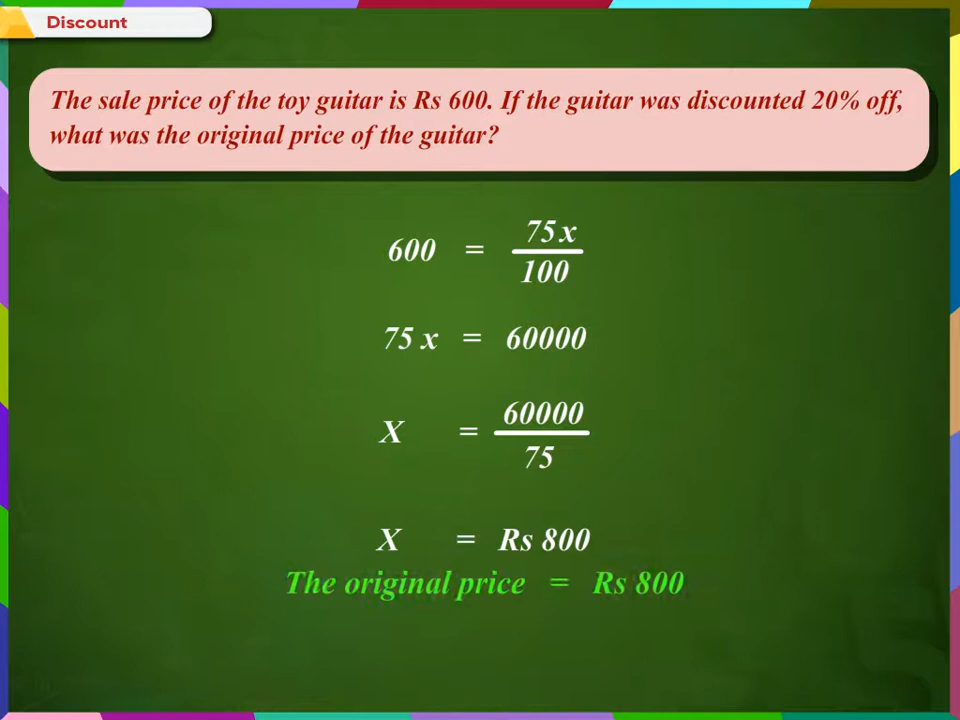 Discount
The sale price of the toy guitar is Rs 600. If the guitar was discounted 20% off,
what was the original price of the guitar?
600 = 75x
100
75 x = 60000
X = 60000
75
X = Rs 800
The original price = Rs 800